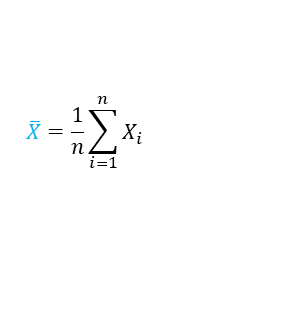 X̄ = 1/n ∑_{i=1}^{n} X_i